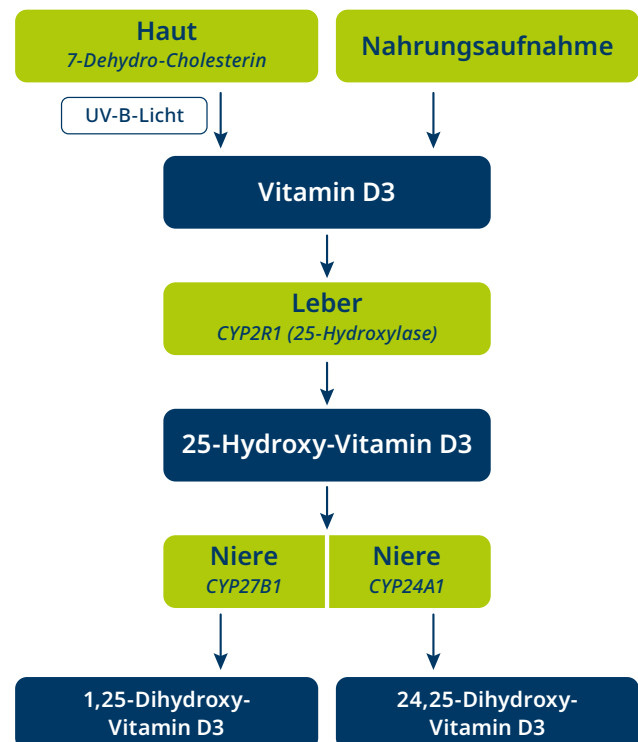 Haut
7-Dehydro-Cholesterin
Nahrungsaufnahme
UV-B-Licht
Vitamin D3
Leber
CYP2R1 (25-Hydroxylase)
25-Hydroxy-Vitamin D3
Niere
CYP27B1
Niere
CYP24A1
1,25-Dihydroxy-
Vitamin D3
24,25-Dihydroxy-
Vitamin D3